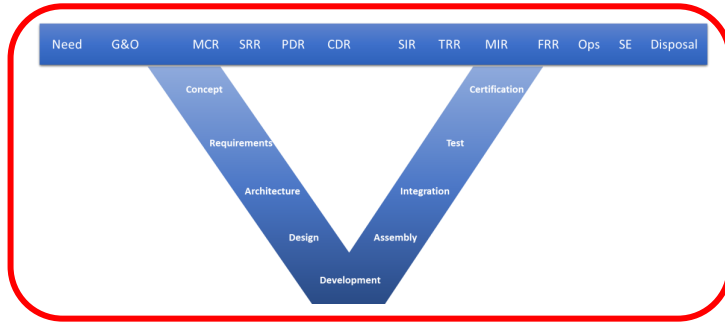 Need G&O MCR SRR PDR CDR SIR TRR MIR FRR Ops SE Disposal
Concept Certification
Requirements Test
Architecture Integration
Design Assembly
Development